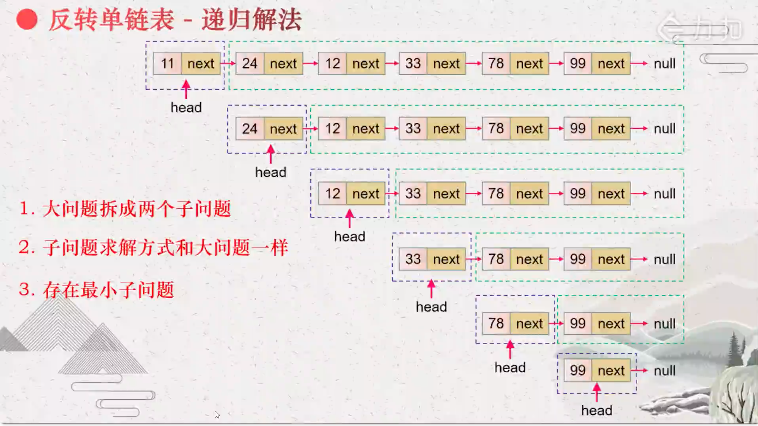 反转单链表 - 递归解法
力扣
11 next 24 next 12 next 33 next 78 next 99 next null
head
24 next 12 next 33 next 78 next 99 next null
head
12 next 33 next 78 next 99 next null
head
33 next 78 next 99 next null
head
78 next 99 next null
head
99 next null
head
1. 大问题拆成两个子问题
2. 子问题求解方式和大问题一样
3. 存在最小子问题